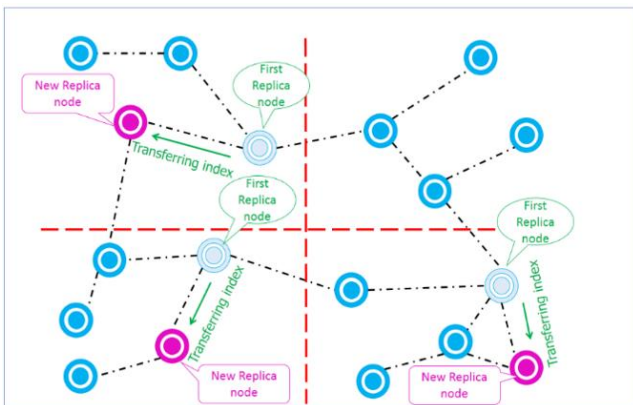 First
Replica
node
New Replica
node
Transferring index
First
Replica
node
First
Replica
node
Transferring index
Transferring index
New Replica
node
New Replica
node